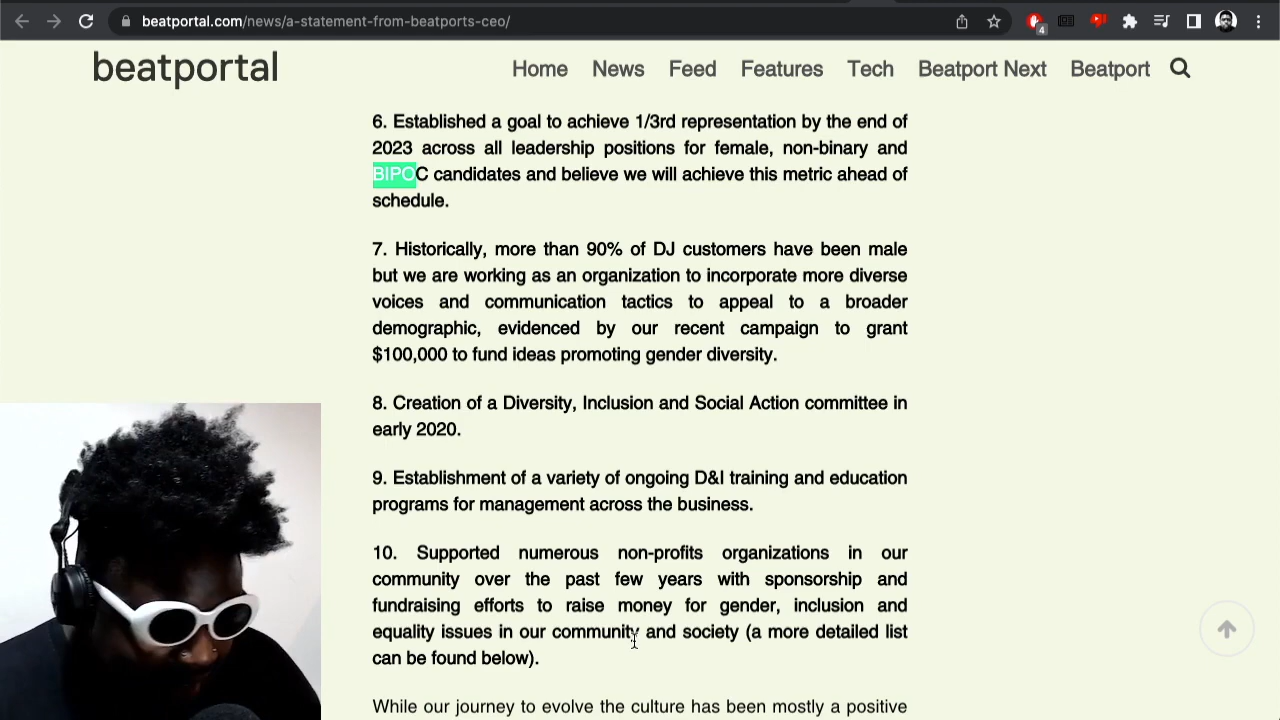 beatportal.com/news/a-statement-from-beatports-ceo/
4
beatportal
Home News Feed Features Tech Beatport Next Beatport
6. Established a goal to achieve 1/3rd representation by the end of
2023 across all leadership positions for female, non-binary and
BIPOC candidates and believe we will achieve this metric ahead of
schedule.
7. Historically, more than 90% of DJ customers have been male
but we are working as an organization to incorporate more diverse
voices and communication tactics to appeal to a broader
demographic, evidenced by our recent campaign to grant
$100,000 to fund ideas promoting gender diversity.
8. Creation of a Diversity, Inclusion and Social Action committee in
early 2020.
9. Establishment of a variety of ongoing D&I training and education
programs for management across the business.
10. Supported numerous non-profits organizations in our
community over the past few years with sponsorship and
fundraising efforts to raise money for gender, inclusion and
equality issues in our community and society (a more detailed list
can be found below).
While our journey to evolve the culture has been mostly a positive